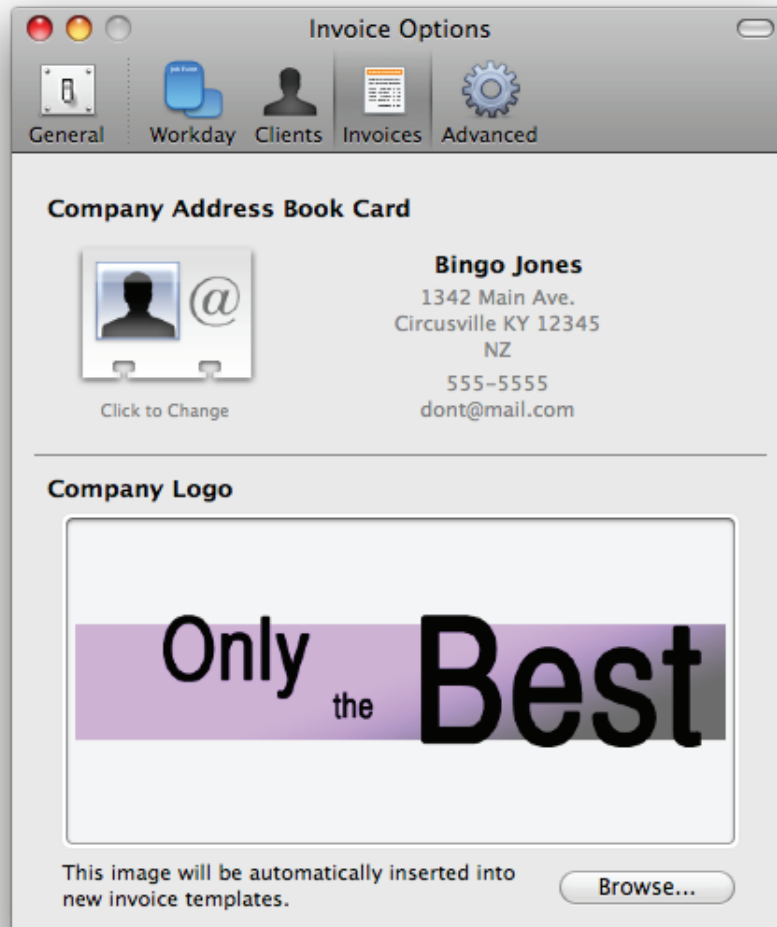 Invoice Options
General Workday Clients Invoices Advanced
Company Address Book Card
@
Bingo Jones
1342 Main Ave.
Circusville KY 12345
NZ
555-5555
dont@mail.com
Click to Change
Company Logo
Only the Best
This image will be automatically inserted into
new invoice templates.
Browse...